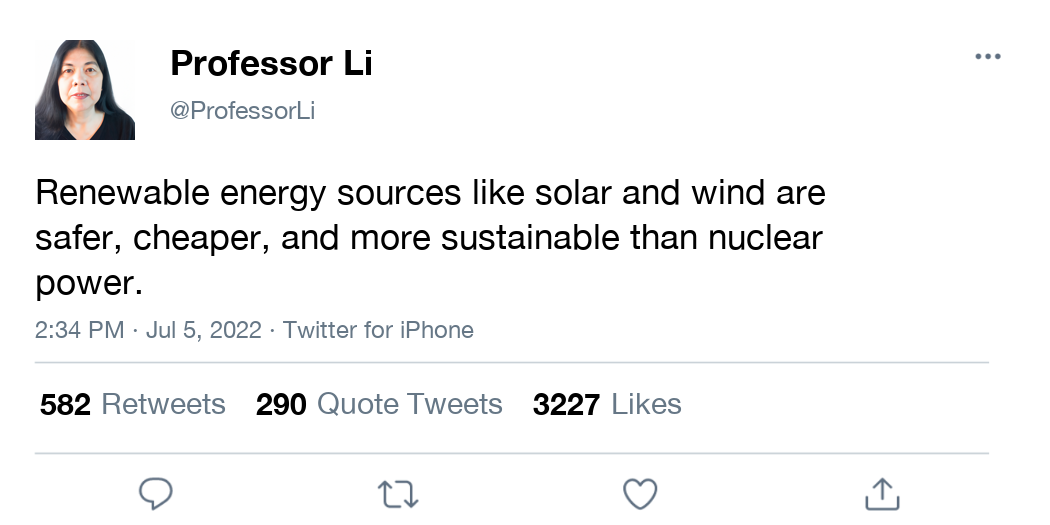 Professor Li
@ProfessorLi
Renewable energy sources like solar and wind are
safer, cheaper, and more sustainable than nuclear
power.
2:34 PM · Jul 5, 2022 · Twitter for iPhone
582 Retweets 290 Quote Tweets 3227 Likes